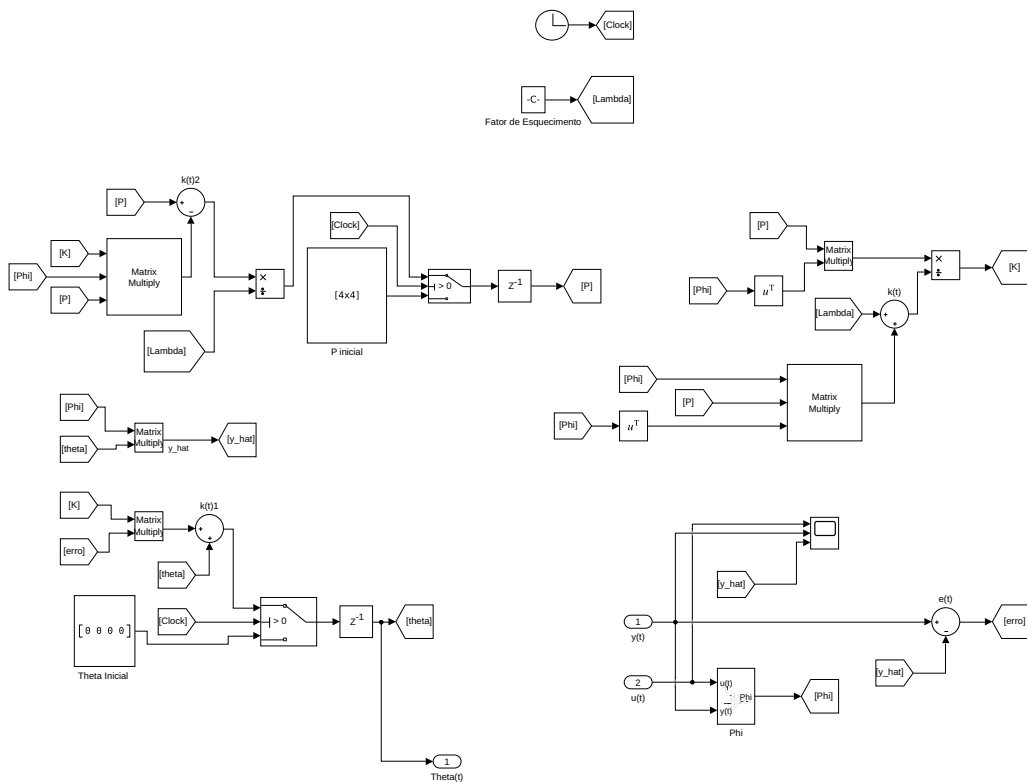 [Clock]
-C-
[Lambda]
Fator de Esquecimento
k(t)2
[P]
+
-
[K]
[Phi]
[P]
Matrix
Multiply
×
÷
[Lambda]
[Clock]
[4x4]
P inicial
> 0
Z-1
[P]
[P]
[Phi]
uT
Matrix
Multiply
×
÷
[K]
k(t)
[Lambda]
+
+
[Phi]
[P]
[Phi]
uT
Matrix
Multiply
[Phi]
[theta]
Matrix
Multiply
y_hat
[y_hat]
[K]
[erro]
Matrix
Multiply
k(t)1
+
+
[theta]
[0 0 0 0]
Theta Inicial
[Clock]
> 0
Z-1
[theta]
1
Theta(t)
[y_hat]
1
y(t)
2
u(t)
u(t)
y(t)
Phi
Phi
[Phi]
e(t)
+
-
[y_hat]
[erro]